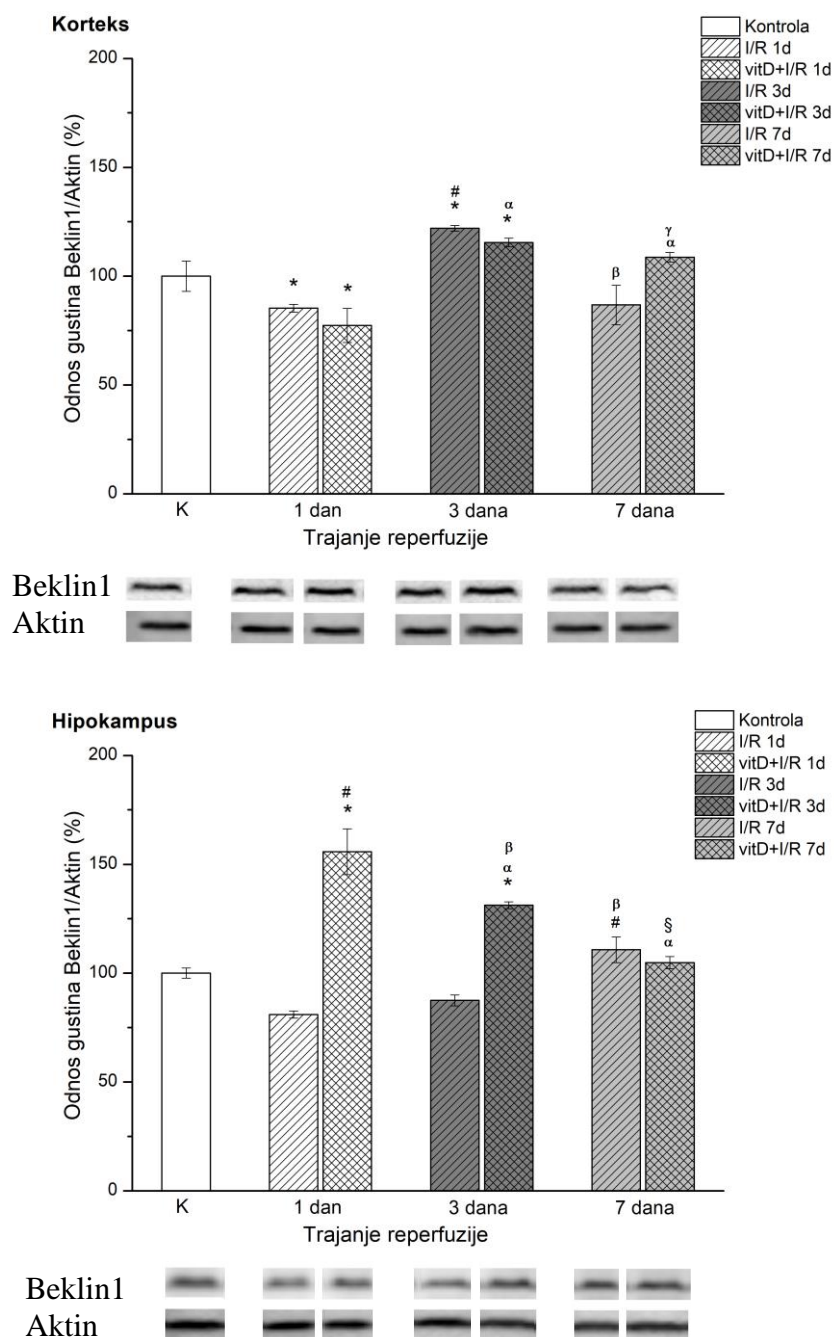 Korteks
Kontrola
I/R 1d
vitD+I/R 1d
I/R 3d
vitD+I/R 3d
I/R 7d
vitD+I/R 7d
Odnos gustina Beklin1/Aktin (%)
200
150
100
50
0
*
*
#
*
α
*
β
γ
α
K
1 dan
3 dana
7 dana
Trajanje reperfuzije
Beklin1
Aktin
Hipokampus
Kontrola
I/R 1d
vitD+I/R 1d
I/R 3d
vitD+I/R 3d
I/R 7d
vitD+I/R 7d
Odnos gustina Beklin1/Aktin (%)
200
150
100
50
0
#
*
β
α
*
β
#
§
α
K
1 dan
3 dana
7 dana
Trajanje reperfuzije
Beklin1
Aktin